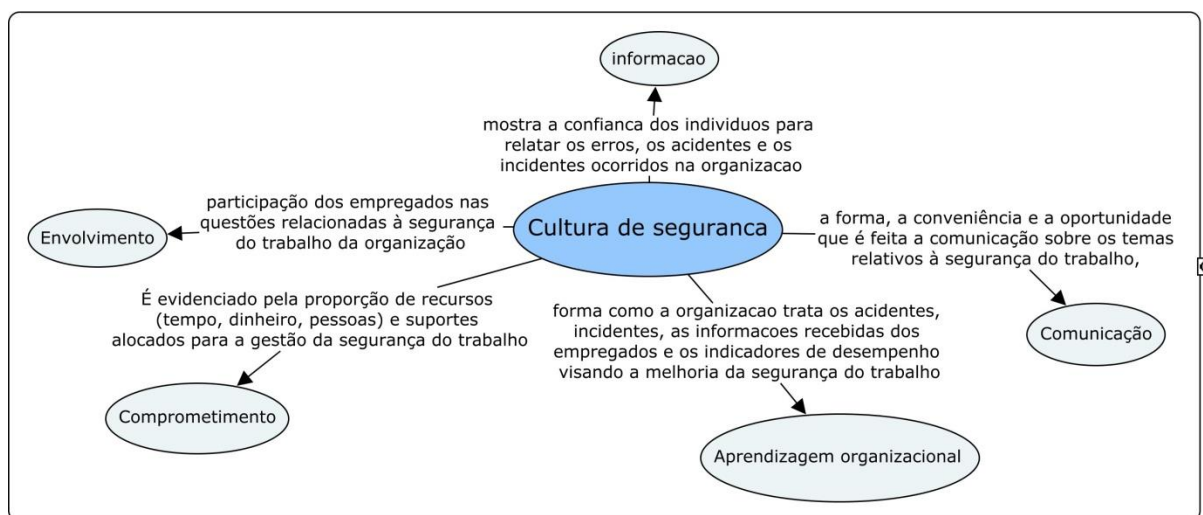 informacao
mostra a confianca dos individuos para
relatar os erros, os acidentes e os
incidentes ocorridos na organizacao
Cultura de seguranca
participação dos empregados nas
questões relacionadas à segurança
do trabalho da organização
Envolvimento
a forma, a conveniência e a oportunidade
que é feita a comunicação sobre os temas
relativos à segurança do trabalho,
Comunicação
É evidenciado pela proporção de recursos
(tempo, dinheiro, pessoas) e suportes
alocados para a gestão da segurança do trabalho
Comprometimento
forma como a organizacao trata os acidentes,
incidentes, as informacoes recebidas dos
empregados e os indicadores de desempenho
visando a melhoria da segurança do trabalho
Aprendizagem organizacional